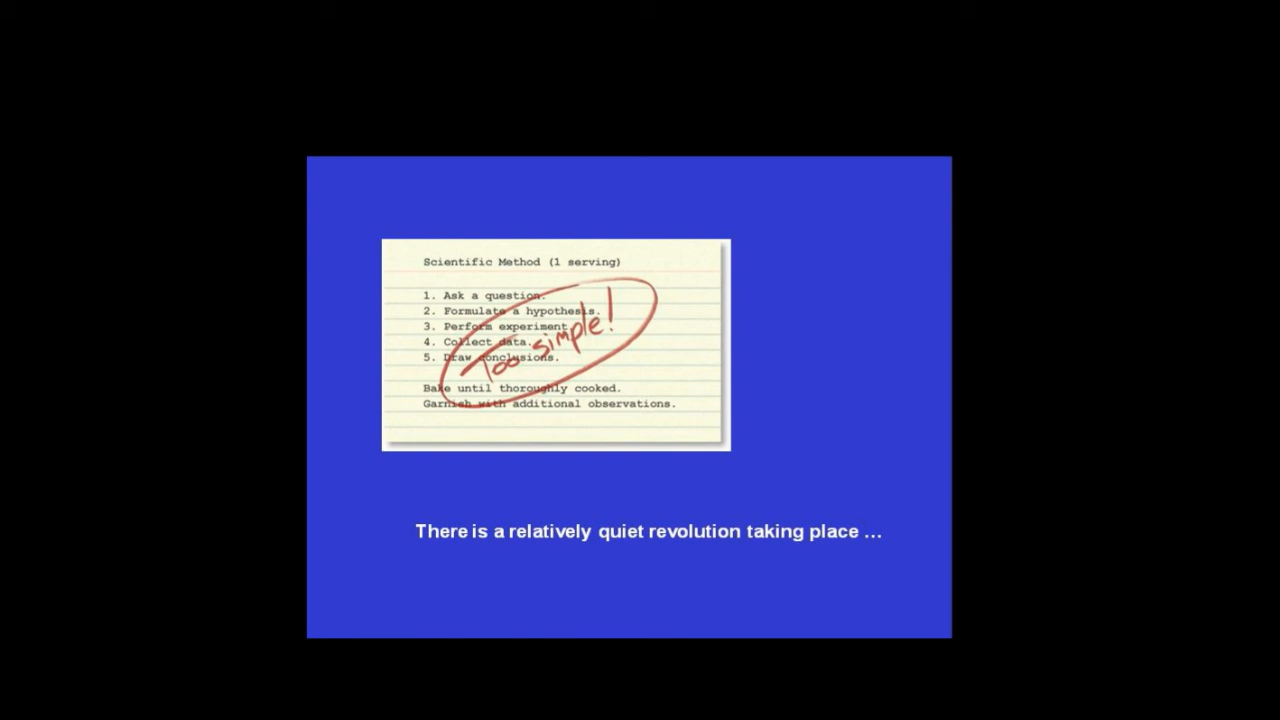 Scientific Method (1 serving)
1. Ask a question.
2. Formulate a hypothesis.
3. Perform experiment.
4. Collect data.
5. Draw conclusions.
Too simple!
Bake until thoroughly cooked.
Garnish with additional observations.
There is a relatively quiet revolution taking place …